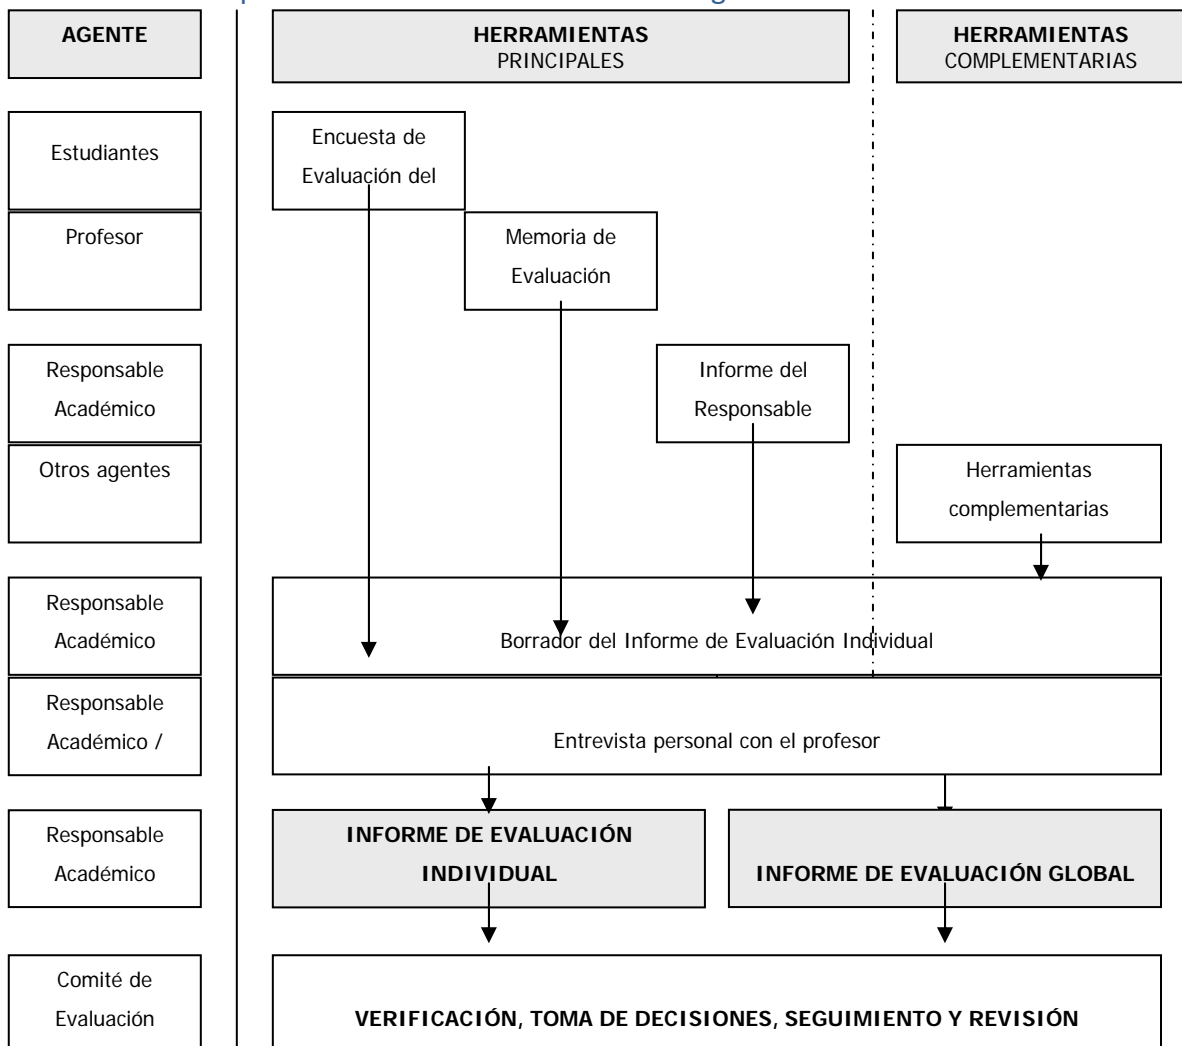 AGENTE
HERRAMIENTAS
PRINCIPALES
HERRAMIENTAS
COMPLEMENTARIAS
Estudiantes
Encuesta de
Evaluación del
Profesor
Memoria de
Evaluación
Responsable
Académico
Informe del
Responsable
Otros agentes
Herramientas
complementarias
Responsable
Académico
Borrador del Informe de Evaluación Individual
Responsable
Académico /
Entrevista personal con el profesor
Responsable
Académico
INFORME DE EVALUACIÓN
INDIVIDUAL
INFORME DE EVALUACIÓN GLOBAL
Comité de
Evaluación
VERIFICACIÓN, TOMA DE DECISIONES, SEGUIMIENTO Y REVISIÓN